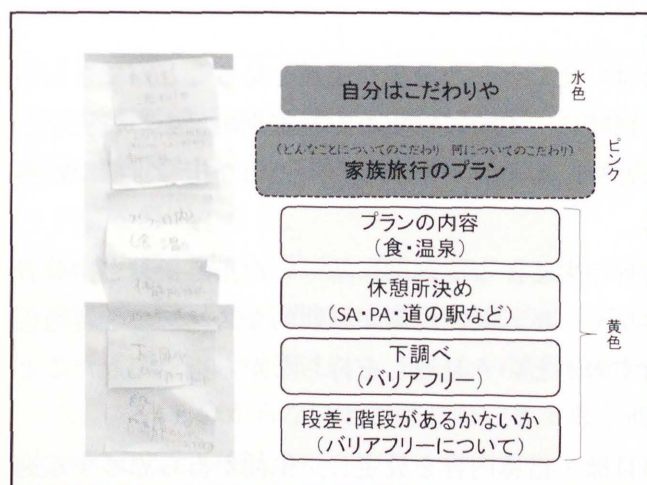 自分はこだわりや
水色
(どんなことについてのこだわり 何についてのこだわり)
家族旅行のプラン
ピンク
プランの内容
(食・温泉)
休憩所決め
(SA・PA・道の駅など)
下調べ
(バリアフリー)
段差・階段があるかないか
(バリアフリーについて)
黄色